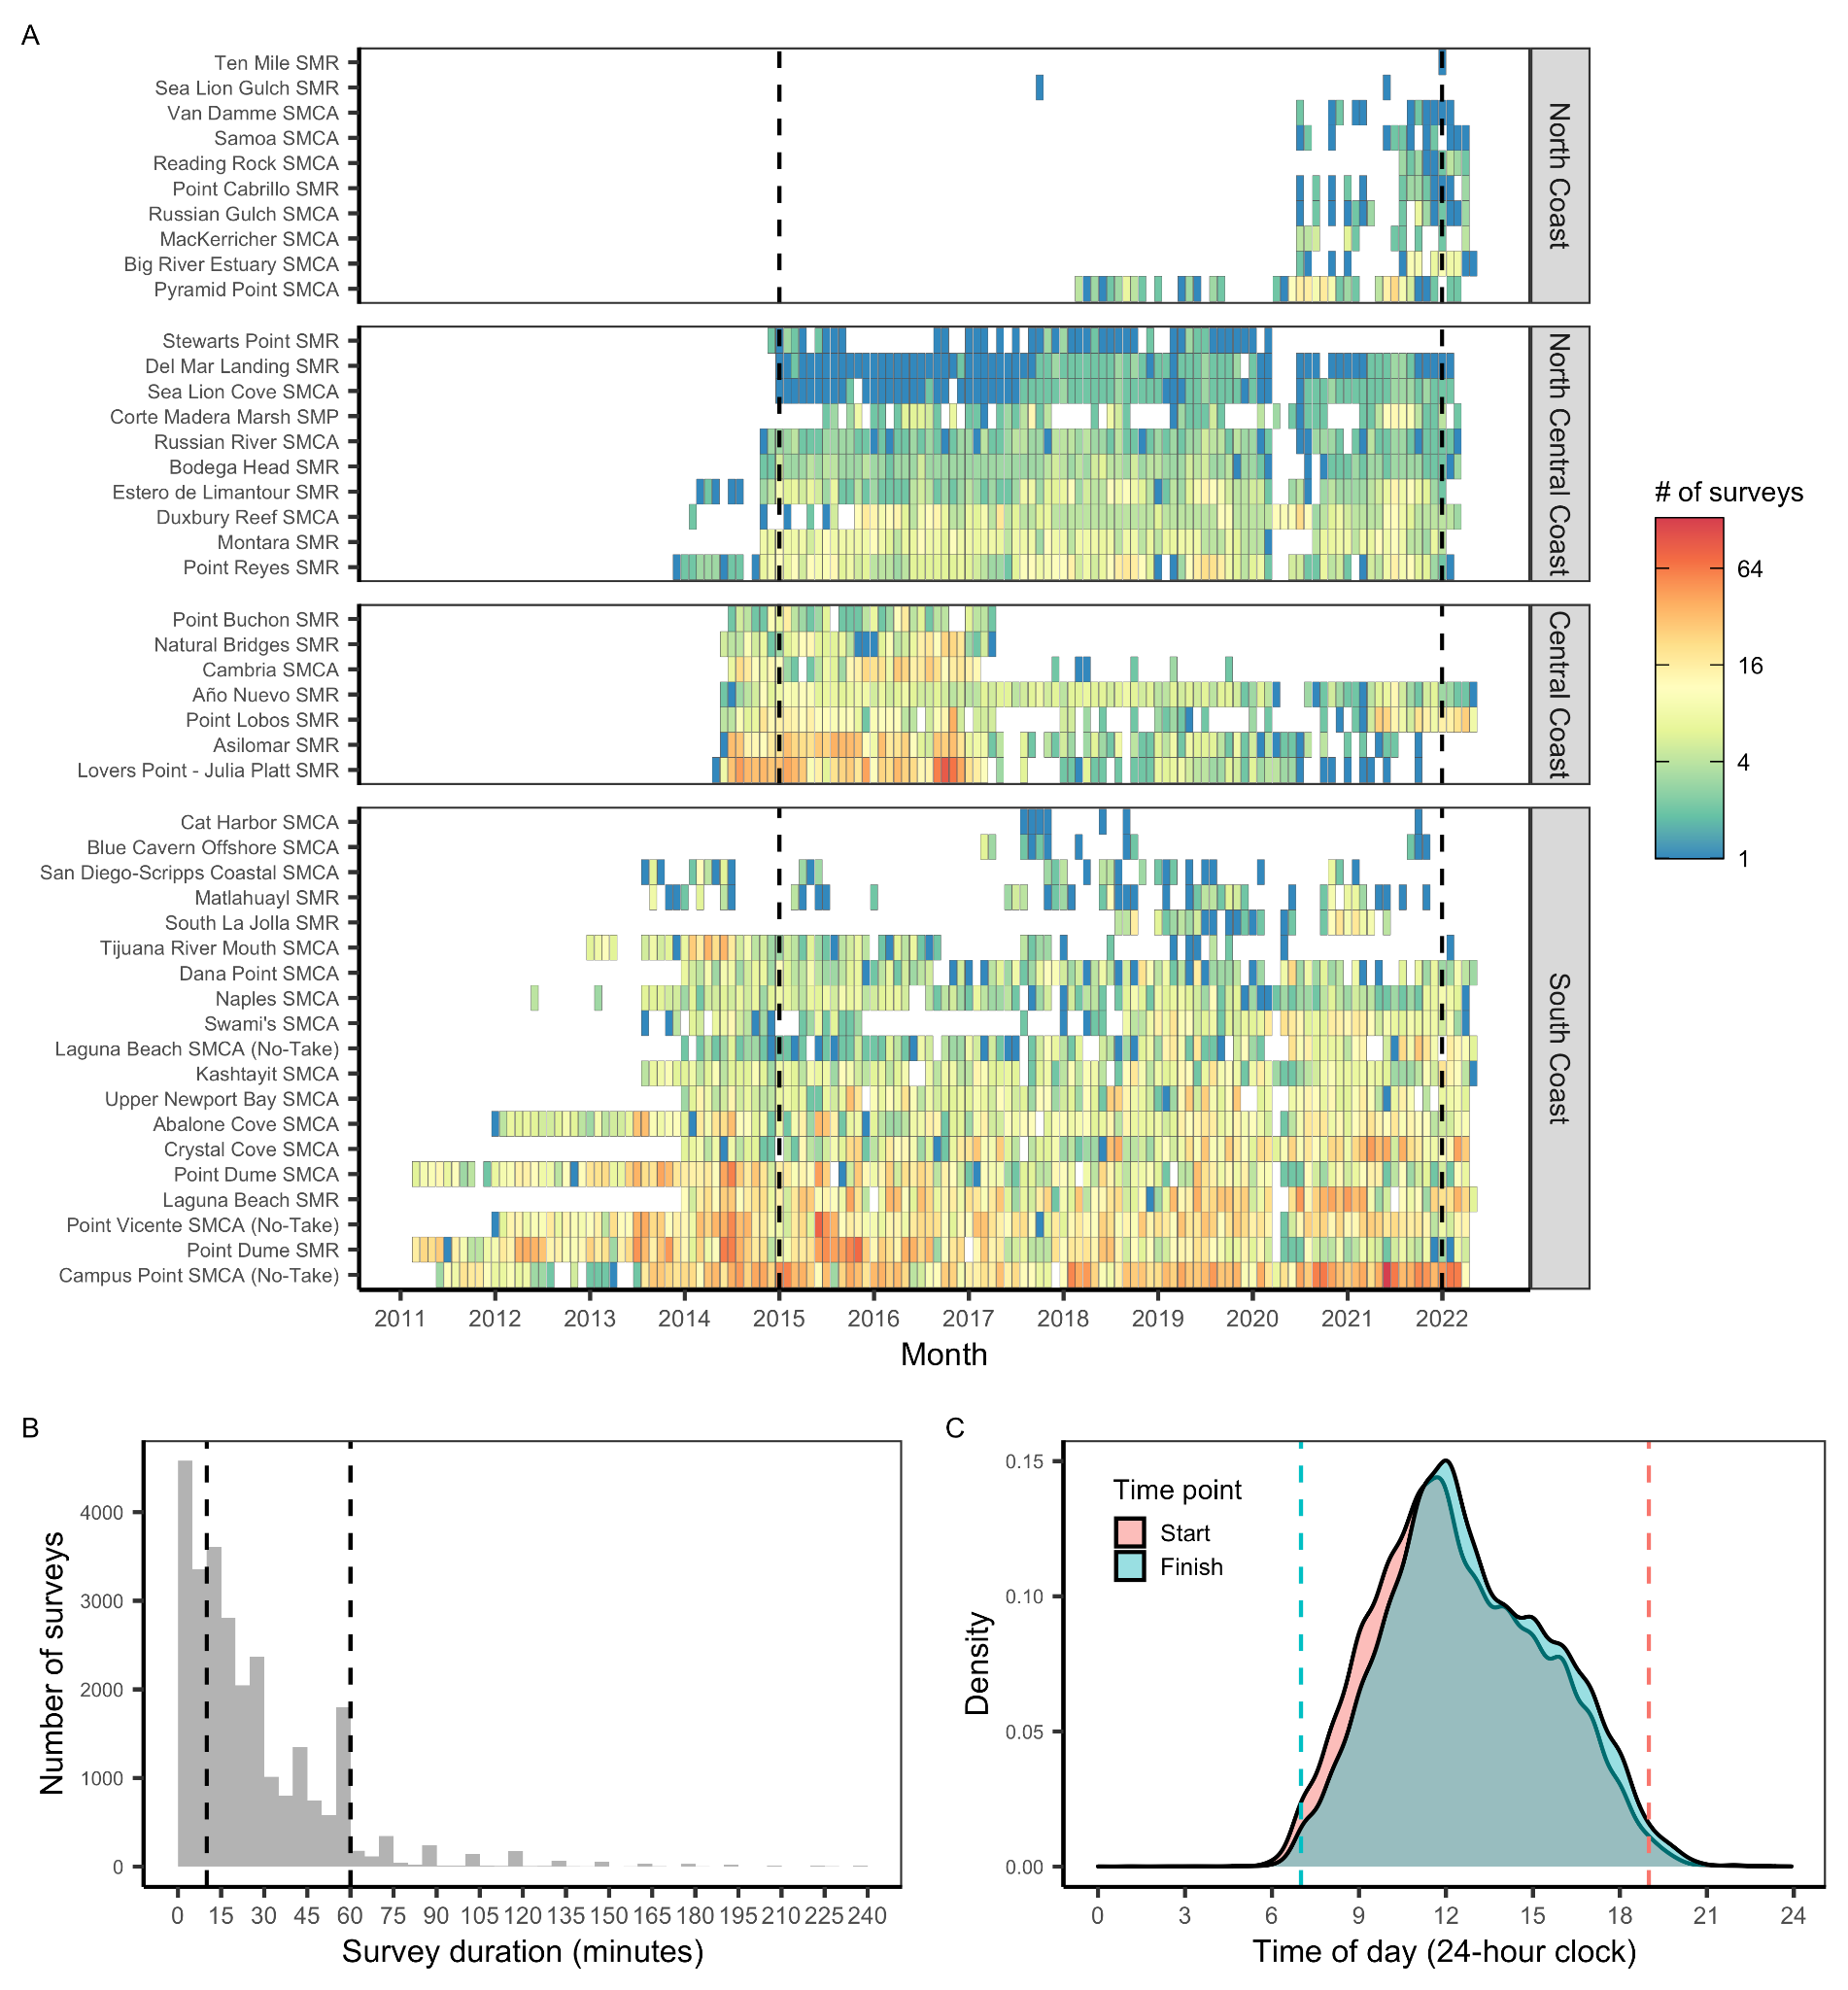 A
Ten Mile SMR
Sea Lion Gulch SMR
Van Damme SMCA
Samoa SMCA
Reading Rock SMCA
Point Cabrillo SMR
Russian Gulch SMCA
MacKerricher SMCA
Big River Estuary SMCA
Pyramid Point SMCA
North Coast
Stewarts Point SMR
Del Mar Landing SMR
Sea Lion Cove SMCA
Corte Madera Marsh SMP
Russian River SMCA
Bodega Head SMR
Estero de Limantour SMR
Duxbury Reef SMCA
Montara SMR
Point Reyes SMR
North Central Coast
Point Buchon SMR
Natural Bridges SMR
Cambria SMCA
Año Nuevo SMR
Point Lobos SMR
Asilomar SMR
Lovers Point - Julia Platt SMR
Central Coast
Cat Harbor SMCA
Blue Cavern Offshore SMCA
San Diego-Scripps Coastal SMCA
Matlahuayl SMR
South La Jolla SMR
Tijuana River Mouth SMCA
Dana Point SMCA
Naples SMCA
Swami's SMCA
Laguna Beach SMCA (No-Take)
Kashtayit SMCA
Upper Newport Bay SMCA
Abalone Cove SMCA
Crystal Cove SMCA
Point Dume SMCA
Laguna Beach SMR
Point Vicente SMCA (No-Take)
Point Dume SMR
Campus Point SMCA (No-Take)
South Coast
2011 2012 2013 2014 2015 2016 2017 2018 2019 2020 2021 2022
Month
# of surveys
64
16
4
1
B
Number of surveys
4000
3000
2000
1000
0
0 15 30 45 60 75 90 105 120 135 150 165 180 195 210 225 240
Survey duration (minutes)
C
Density
0.15
0.10
0.05
0.00
Time point
Start
Finish
0 3 6 9 12 15 18 21 24
Time of day (24-hour clock)